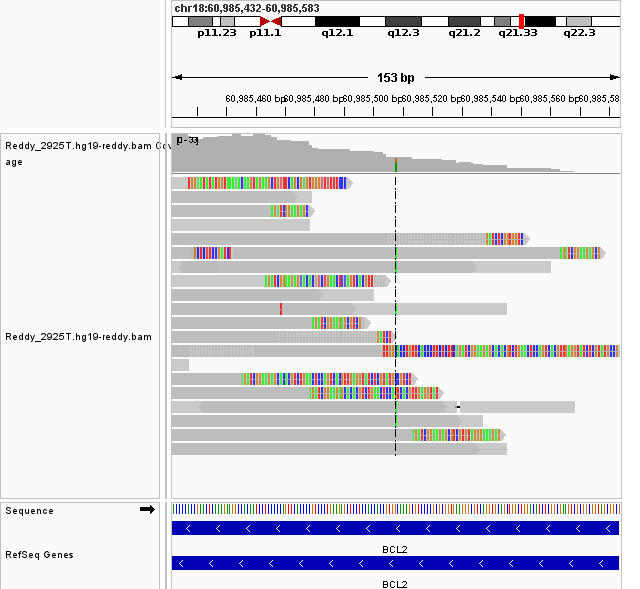 chr18:60,985,432-60,985,583
p11.23 p11.1 q12.1 q12.3 q21.2 q21.33 q22.3
153 bp
60,985,460 bp 60,985,480 bp 60,985,500 bp 60,985,520 bp 60,985,540 bp 60,985,560 bp 60,985,58
Reddy_2925T.hg19-reddy.bam Cov
age
Reddy_2925T.hg19-reddy.bam
Sequence
BCL2
RefSeq Genes
BCL2